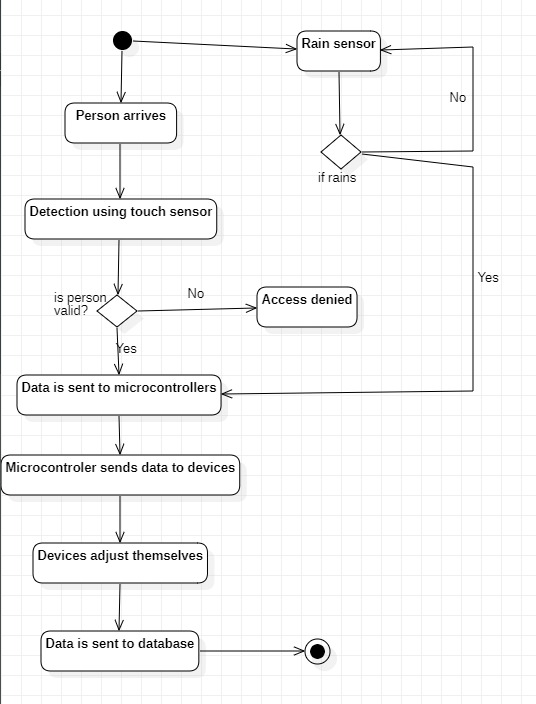 Rain sensor
No
Person arrives
if rains
Detection using touch sensor
Yes
is person
valid?
No
Access denied
Yes
Data is sent to microcontrollers
Microcontroler sends data to devices
Devices adjust themselves
Data is sent to database